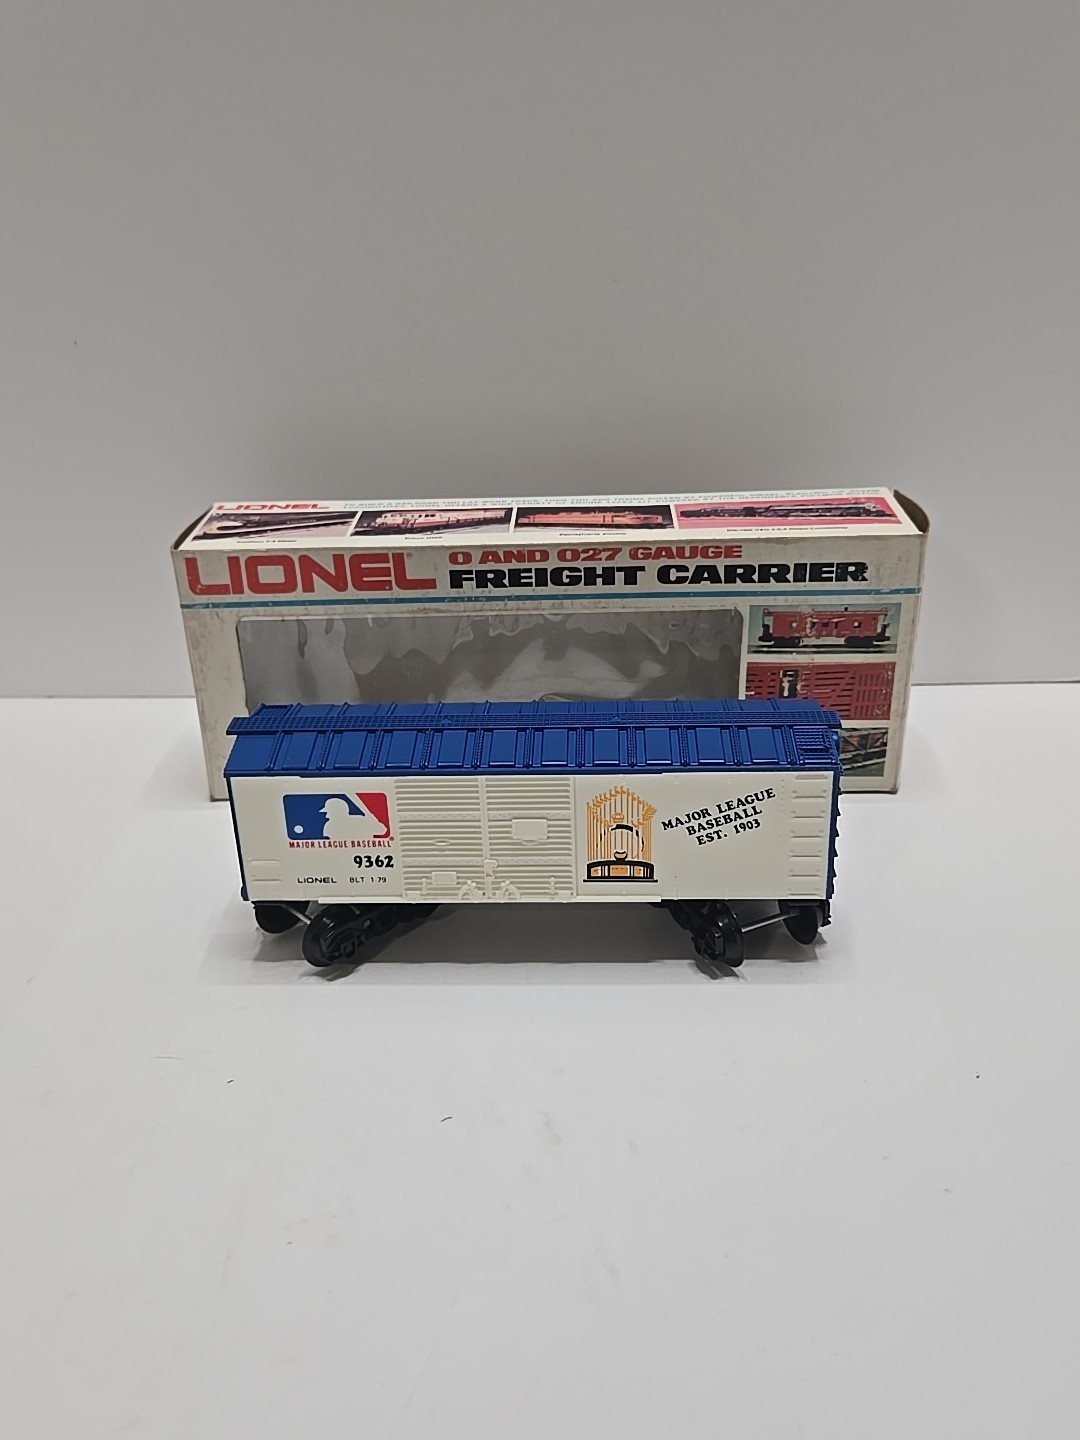 LIONEL
LIONEL® O AND O27 GAUGE
FREIGHT CARRIER
MAJOR LEAGUE BASEBALL®
9362
LIONEL BLT 1-79
MAJOR LEAGUE
BASEBALL
EST. 1903